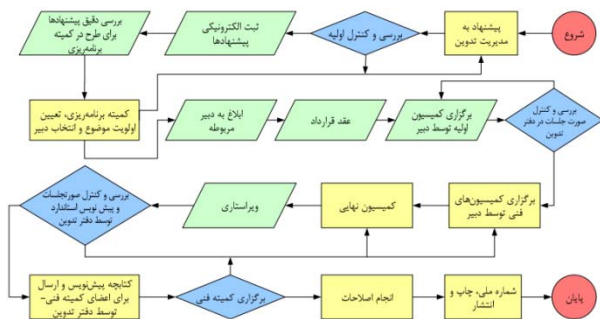 شروع
پیشنهاد به
مدیریت تدوین
بررسی و کنترل اولیه
ثبت الکترونیکی
پیشنهادها
بررسی دقیق پیشنهادها
برای طرح در کمیته
برنامه‌ریزی
کمیته برنامه‌ریزی، تعیین
اولویت موضوع و انتخاب دبیر
ابلاغ به دبیر
مربوطه
عقد قرارداد
برگزاری کمیسیون
اولیه توسط دبیر
بررسی و کنترل
صورت جلسات در دفتر
تدوین
برگزاری کمیسیون‌های
فنی توسط دبیر
کمیسیون نهایی
ویراستاری
بررسی و کنترل صورتجلسات
و پیش نویس استاندارد
توسط دفتر تدوین
کتابچه پیش‌نویس و ارسال
برای اعضای کمیته فنی-
توسط دفتر تدوین
برگزاری کمیته فنی
انجام اصلاحات
شماره ملی، چاپ و
انتشار
پایان